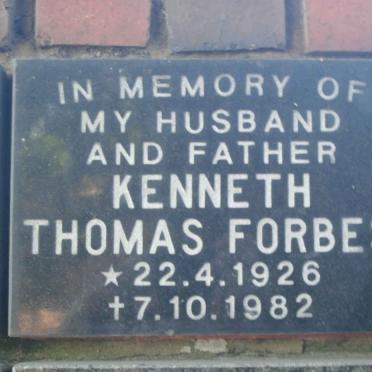 IN MEMORY OF
MY HUSBAND
AND FATHER
KENNETH
THOMAS FORBES
★ 22.4.1926
✝ 7.10.1982